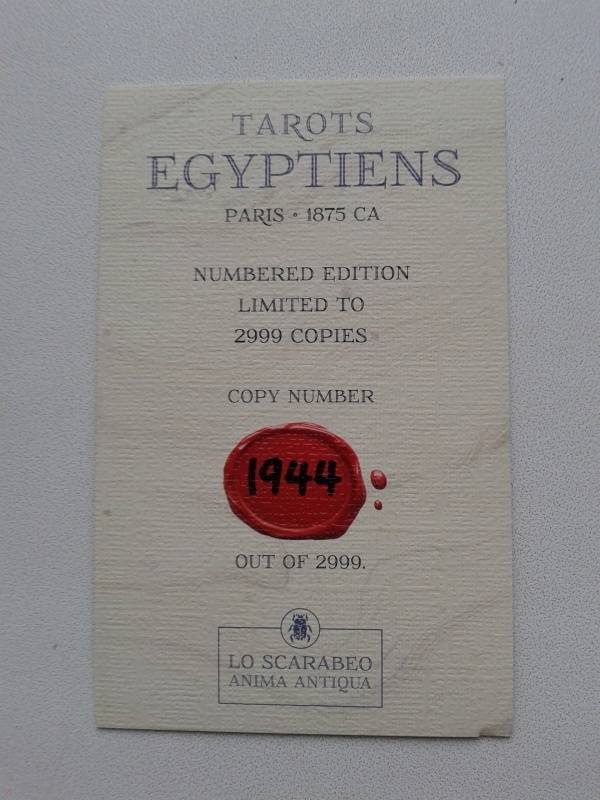 TAROTS
EGYPTIENS
PARIS • 1875 CA
NUMBERED EDITION
LIMITED TO
2999 COPIES
COPY NUMBER
1944
OUT OF 2999.
LO SCARABEO
ANIMA ANTIQUA